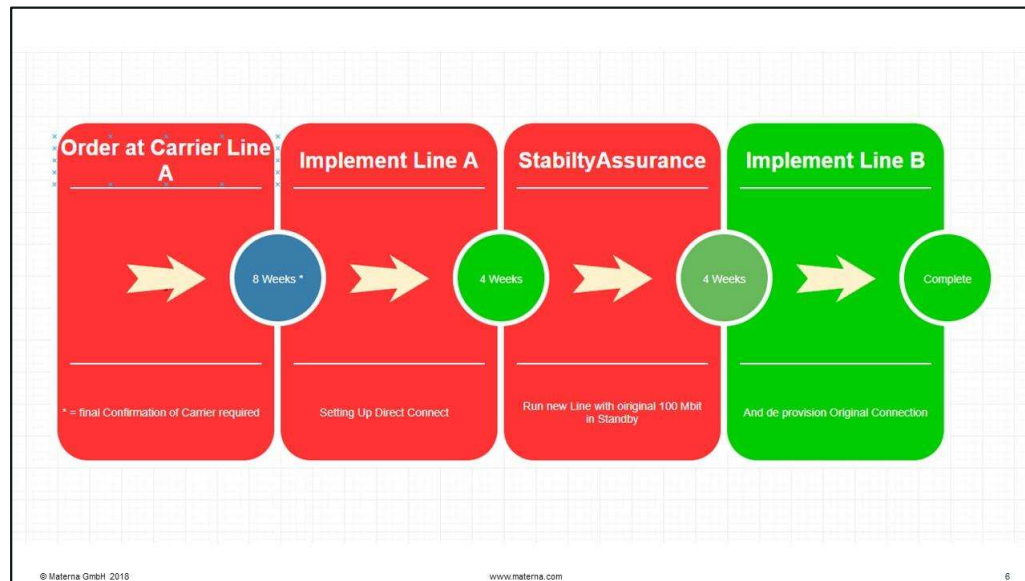 Order at Carrier Line
A
Implement Line A
StabiltyAssurance
Implement Line B
8 Weeks *
4 Weeks
4 Weeks
Complete
* = final Confirmation of Carrier required
Setting Up Direct Connect
Run new Line with oiriginal 100 Mbit
in Standby
And de provision Original Connection
© Materna GmbH 2018
www.materna.com
6